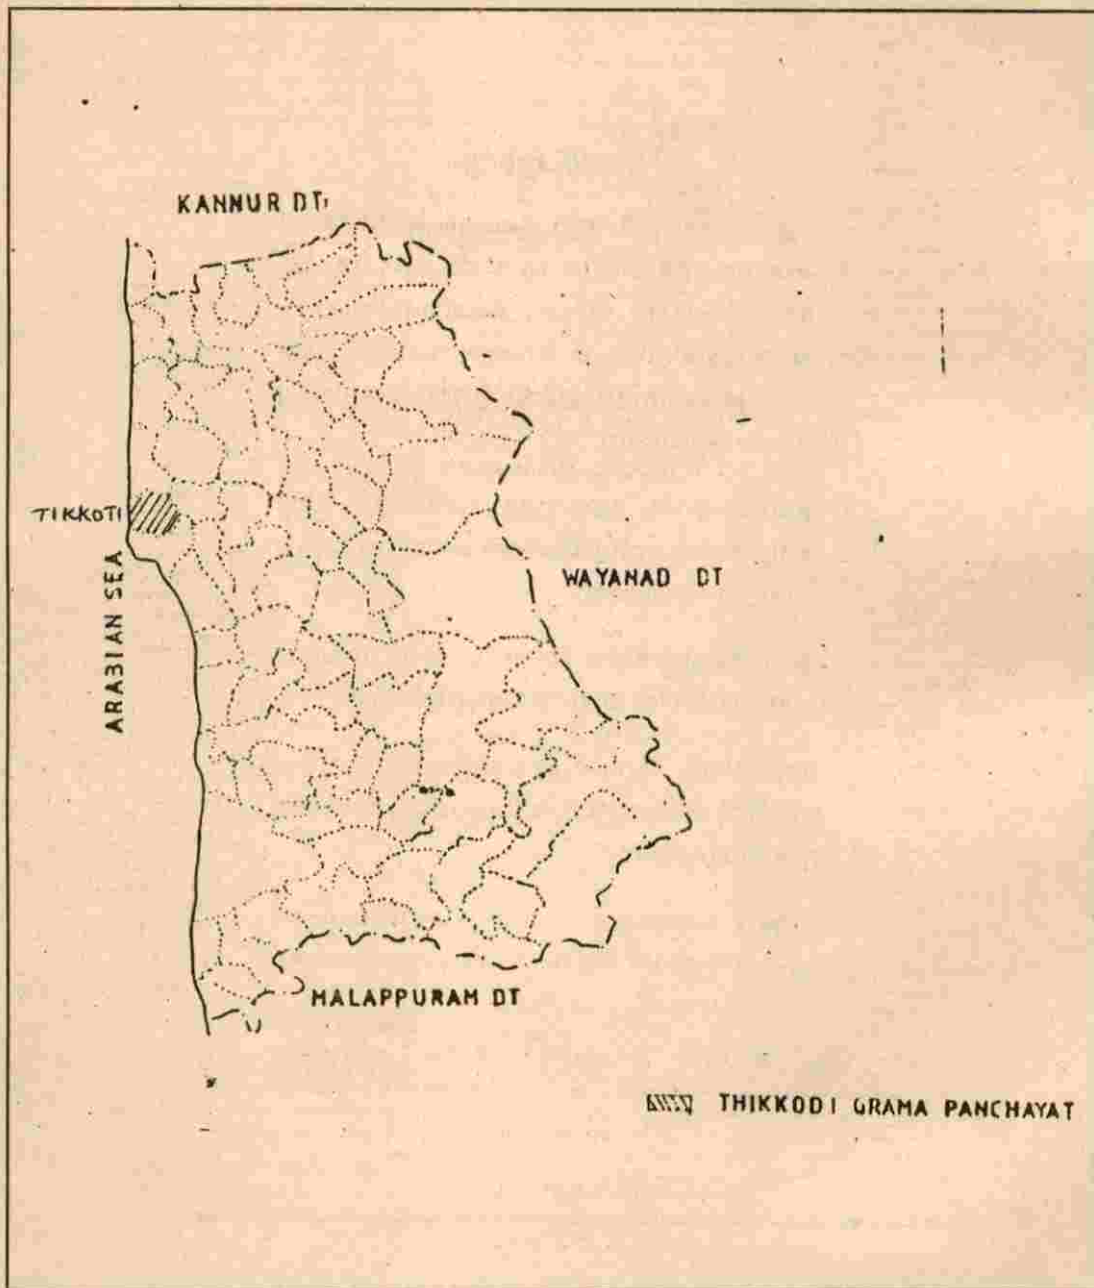 KANNUR DT.
TIKKOTI
ARABIAN SEA
WAYANAD DT
MALAPPURAM DT
THIKKODI GRAMA PANCHAYAT